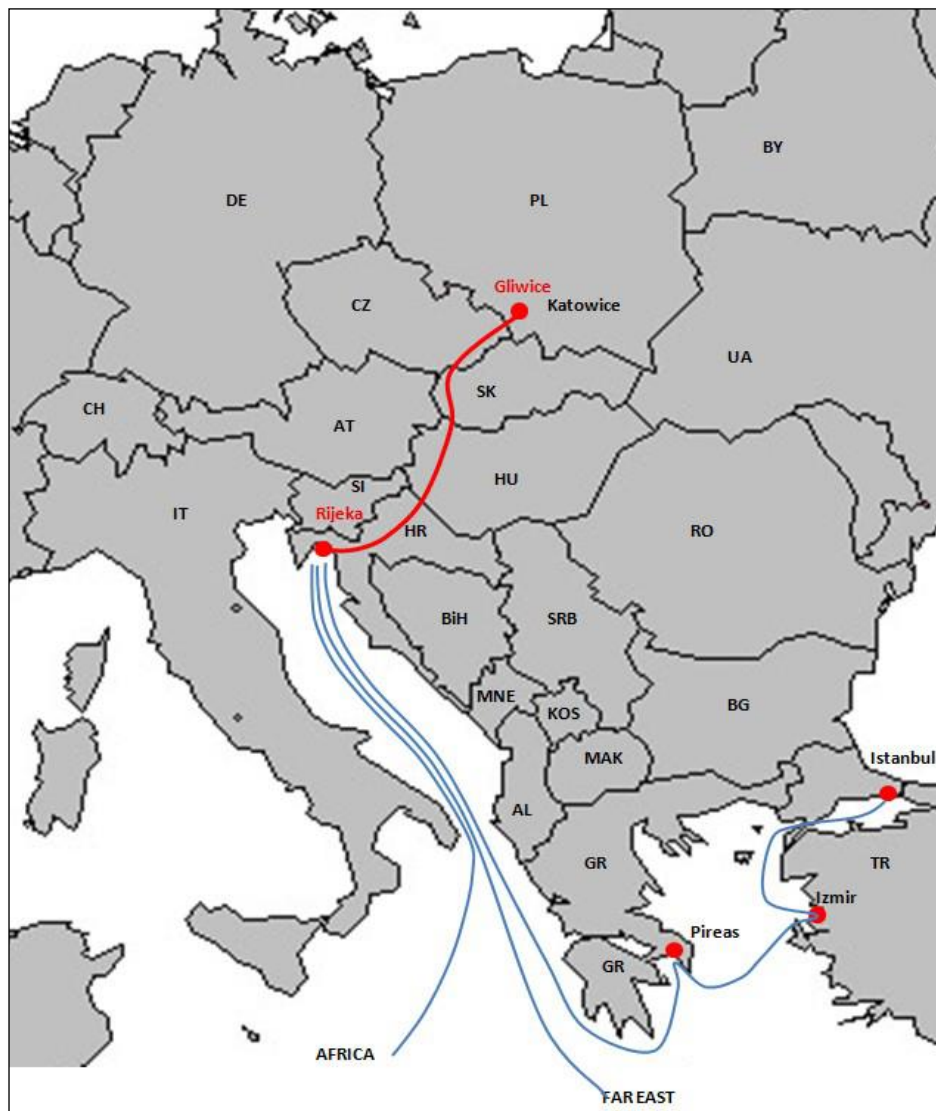 BY
DE
PL
Gliwice
Katowice
CZ
UA
SK
CH
AT
HU
SI
Rijeka
IT
HR
RO
BiH
SRB
MNE
KOS
BG
MAK
Istanbul
AL
GR
TR
Izmir
Pireas
GR
AFRICA
FAR EAST